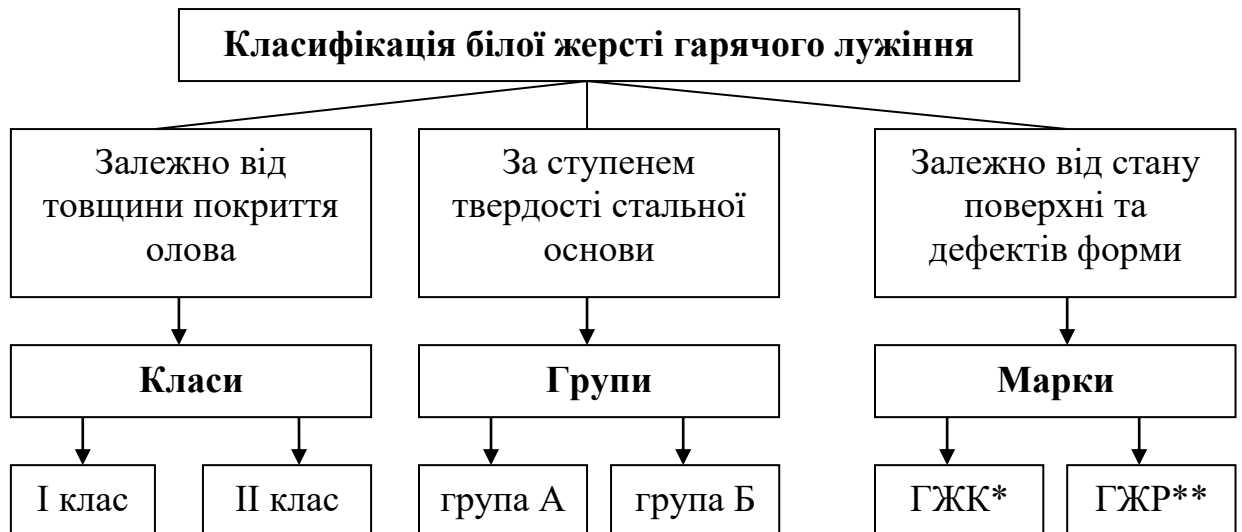 Класифікація білої жерсті гарячого лужіння
Залежно від
товщини покриття
олова
За ступенем
твердості стальної
основи
Залежно від стану
поверхні та
дефектів форми
Класи
Групи
Марки
І клас
ІІ клас
група А
група Б
ГЖК*
ГЖР**